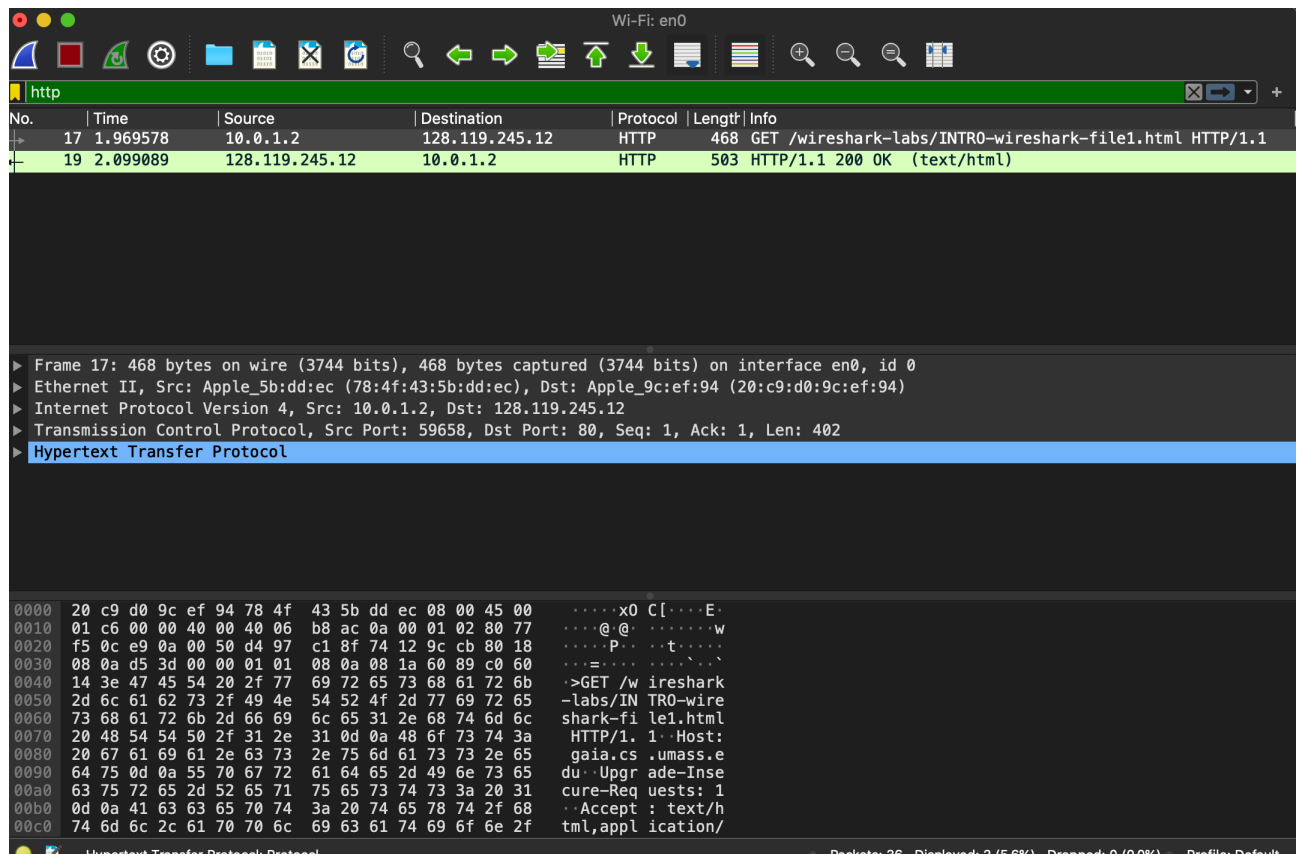 Wi-Fi: en0
http
No. Time Source Destination Protocol Length Info
17 1.969578 10.0.1.2 128.119.245.12 HTTP 468 GET /wireshark-labs/INTRO-wireshark-file1.html HTTP/1.1
19 2.099089 128.119.245.12 10.0.1.2 HTTP 503 HTTP/1.1 200 OK (text/html)
Frame 17: 468 bytes on wire (3744 bits), 468 bytes captured (3744 bits) on interface en0, id 0
Ethernet II, Src: Apple_5b:dd:ec (78:4f:43:5b:dd:ec), Dst: Apple_9c:ef:94 (20:c9:d0:9c:ef:94)
Internet Protocol Version 4, Src: 10.0.1.2, Dst: 128.119.245.12
Transmission Control Protocol, Src Port: 59658, Dst Port: 80, Seq: 1, Ack: 1, Len: 402
Hypertext Transfer Protocol
0000 20 c9 d0 9c ef 94 78 4f 43 5b dd ec 08 00 45 00 ·····xO C[····E·
0010 01 c6 00 00 40 00 40 06 b8 ac 0a 00 01 02 80 77 ····@·@· ·······w
0020 f5 0c e9 0a 00 50 d4 97 c1 8f 74 12 9c cb 80 18 ·····P·· ··t·····
0030 08 0a d5 3d 00 00 01 01 08 0a 08 1a 60 89 c0 60 ···=···· ····`··`
0040 14 3e 47 45 54 20 2f 77 69 72 65 73 68 61 72 6b ·>GET /w ireshark
0050 2d 6c 61 62 73 2f 49 4e 54 52 4f 2d 77 69 72 65 -labs/IN TRO-wire
0060 73 68 61 72 6b 2d 66 69 6c 65 31 2e 68 74 6d 6c shark-fi le1.html
0070 20 48 54 54 50 2f 31 2e 31 0d 0a 48 6f 73 74 3a HTTP/1. 1··Host:
0080 20 67 61 69 61 2e 63 73 2e 75 6d 61 73 73 2e 65 gaia.cs .umass.e
0090 64 75 0d 0a 55 70 67 72 61 64 65 2d 49 6e 73 65 du··Upgr ade-Inse
00a0 63 75 72 65 2d 52 65 71 75 65 73 74 73 3a 20 31 cure-Req uests: 1
00b0 0d 0a 41 63 63 65 70 74 3a 20 74 65 78 74 2f 68 ··Accept : text/h
00c0 74 6d 6c 2c 61 70 70 6c 69 63 61 74 69 6f 6e 2f tml,appl ication/
Hypertext Transfer Protocol: Protocol Packets: 36 · Displayed: 2 (5.6%) · Dropped: 0 (0.0%) Profile: Default